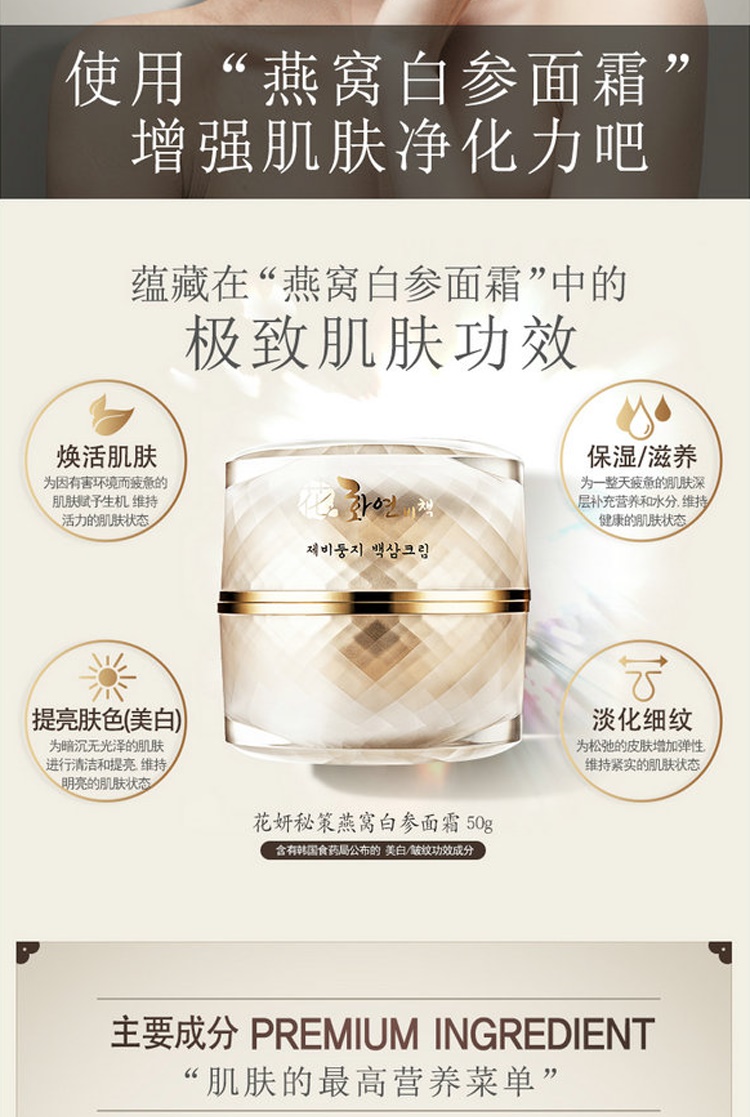 使用“燕窝白参面霜”
增强肌肤净化力吧
蕴藏在“燕窝白参面霜”中的
极致肌肤功效
焕活肌肤
为因有害环境而疲惫的
肌肤赋予生机, 维持
活力的肌肤状态
保湿/滋养
为一整天疲惫的肌肤深
层补充营养和水分, 维持
健康的肌肤状态
화연
책
제비둥지 백삼크림
提亮肤色(美白)
为暗沉无光泽的肌肤
进行清洁和提亮, 维持
明亮的肌肤状态
淡化细纹
为松弛的皮肤增加弹性,
维持紧实的肌肤状态
花妍秘策燕窝白参面霜 50g
含有韩国食药局公布的 美白/皱纹功效成分
主要成分 PREMIUM INGREDIENT
“肌肤的最高营养菜单”